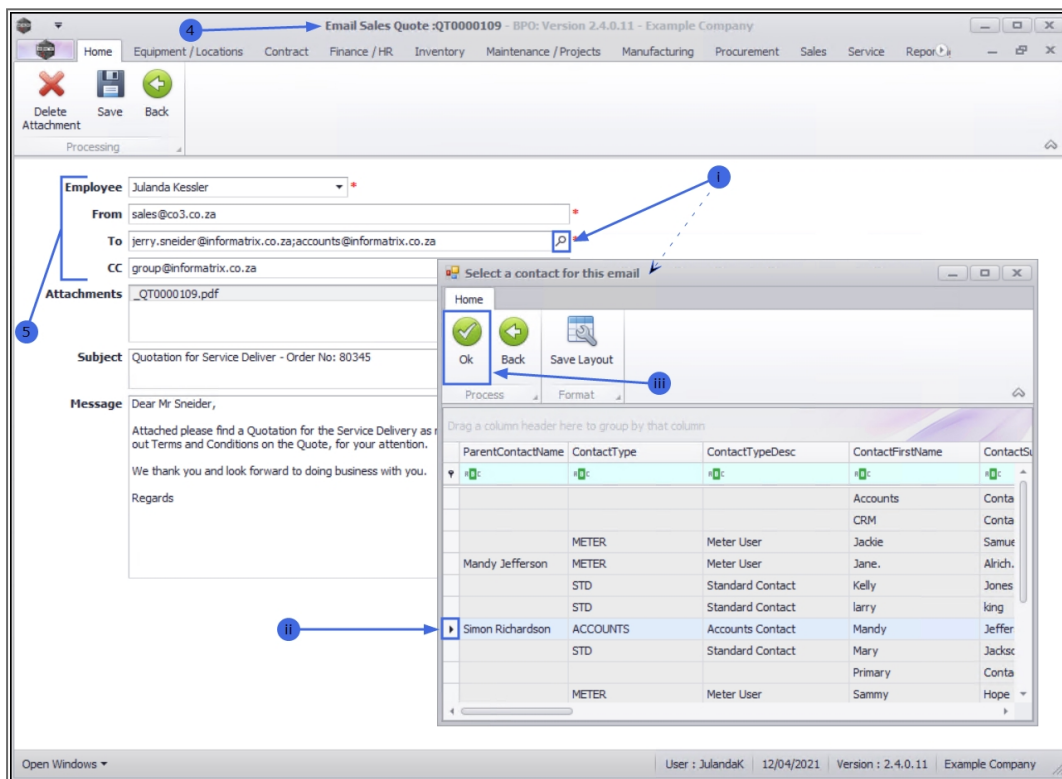 4
Email Sales Quote :QT0000109 - BPO: Version 2.4.0.11 - Example Company
Home Equipment / Locations Contract Finance / HR Inventory Maintenance / Projects Manufacturing Procurement Sales Service Repor
Delete Attachment
Save
Back
Processing
i
Employee Julanda Kessler *
From sales@co3.co.za *
To jerry.sneider@informatrix.co.za;accounts@informatrix.co.za *
CC group@informatrix.co.za
Attachments _QT0000109.pdf
5
Subject Quotation for Service Deliver - Order No: 80345
Message Dear Mr Sneider,
Attached please find a Quotation for the Service Delivery as
out Terms and Conditions on the Quote, for your attention.
We thank you and look forward to doing business with you.
Regards
Select a contact for this email
Home
Ok
Back
Save Layout
iii
Process
Format
Drag a column header here to group by that column
ParentContactName ContactType ContactTypeDesc ContactFirstName ContactSu
Accounts Conta
CRM Conta
METER Meter User Jackie Samue
Mandy Jefferson METER Meter User Jane. Alrich.
STD Standard Contact Kelly Jones
STD Standard Contact larry king
ii
Simon Richardson ACCOUNTS Accounts Contact Mandy Jeffer
STD Standard Contact Mary Jackso
Primary Conta
METER Meter User Sammy Hope
Open Windows User : JulandaK 12/04/2021 Version : 2.4.0.11 Example Company